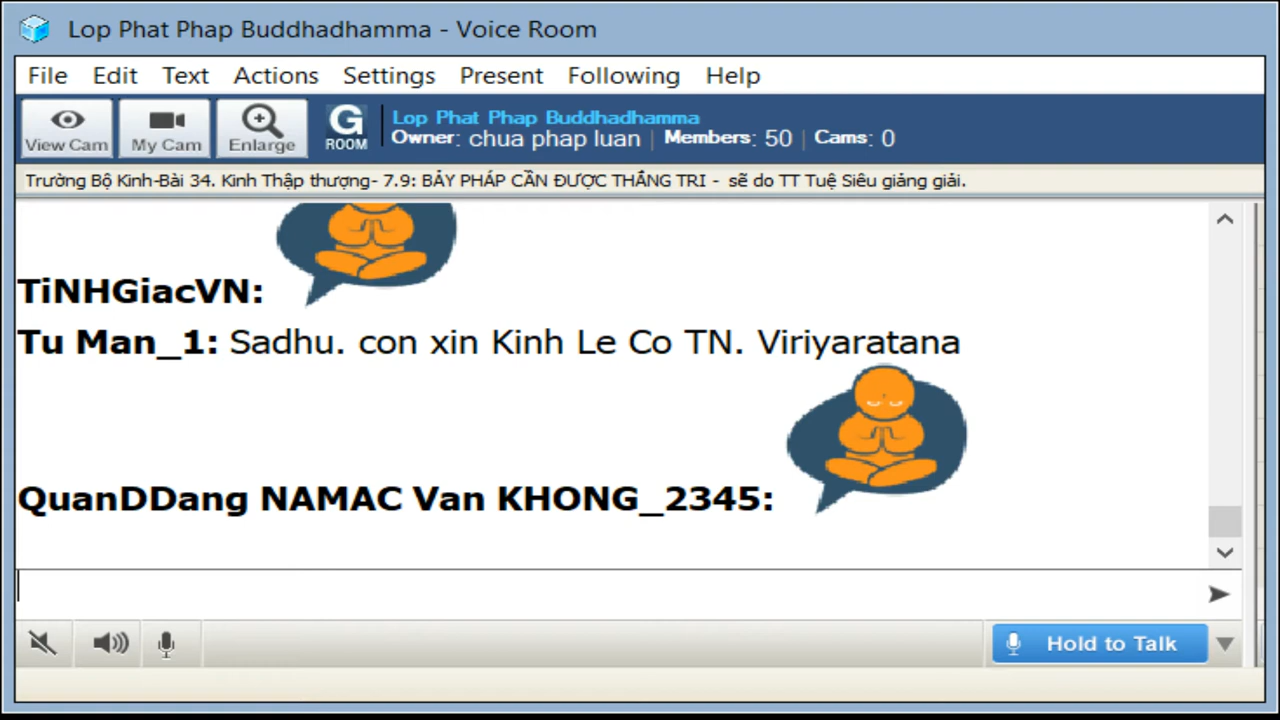 Lop Phat Phap Buddhadhamma - Voice Room
File Edit Text Actions Settings Present Following Help
View Cam My Cam Enlarge G ROOM
Lop Phat Phap Buddhadhamma
Owner: chua phap luan | Members: 50 | Cams: 0
Trường Bộ Kinh-Bài 34. Kinh Thập thượng- 7.9: BẢY PHÁP CẦN ĐƯỢC THẮNG TRI - sẽ do TT Tuệ Siêu giảng giải.
TiNHGiacVN:
Tu Man_1: Sadhu. con xin Kinh Le Co TN. Viriyaratana
QuanDDang NAMAC Van KHONG_2345:
Hold to Talk